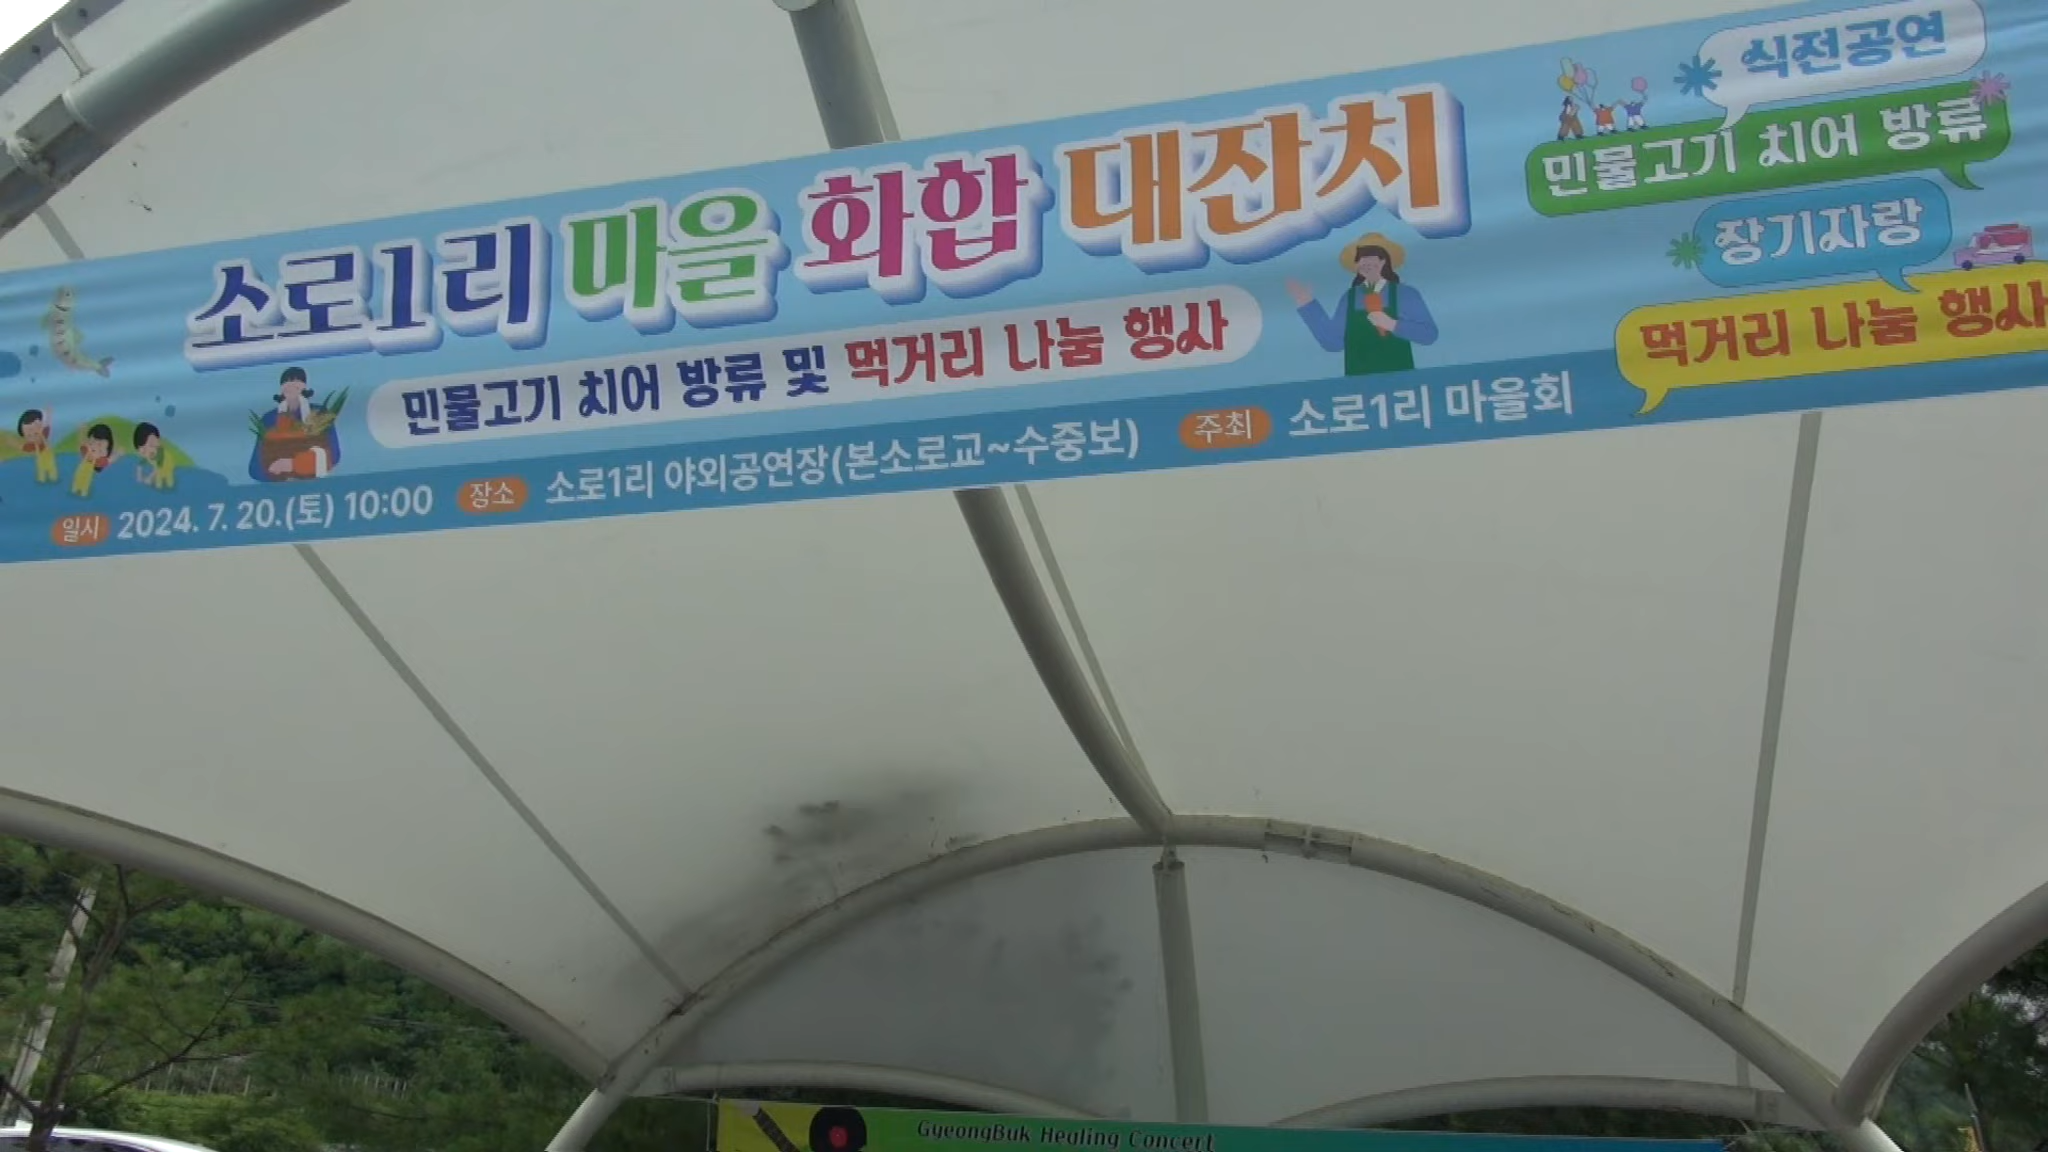 소로1리 마을 화합 대잔치
민물고기 치어 방류 및 먹거리 나눔 행사
일시 2024. 7. 20.(토) 10:00 장소 소로1리 야외공연장(본소로교~수중보) 주최 소로1리 마을회
식전공연
민물고기 치어 방류
장기자랑
먹거리 나눔 행사
GyeongBuk Healing Concert